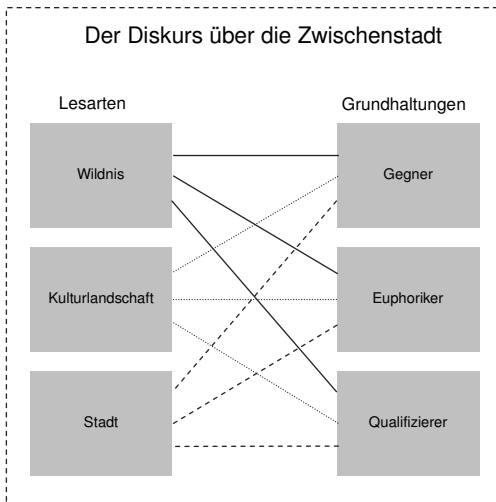 Der Diskurs über die Zwischenstadt
Lesarten
Grundhaltungen
Wildnis
Gegner
Kulturlandschaft
Euphoriker
Stadt
Qualifizierer